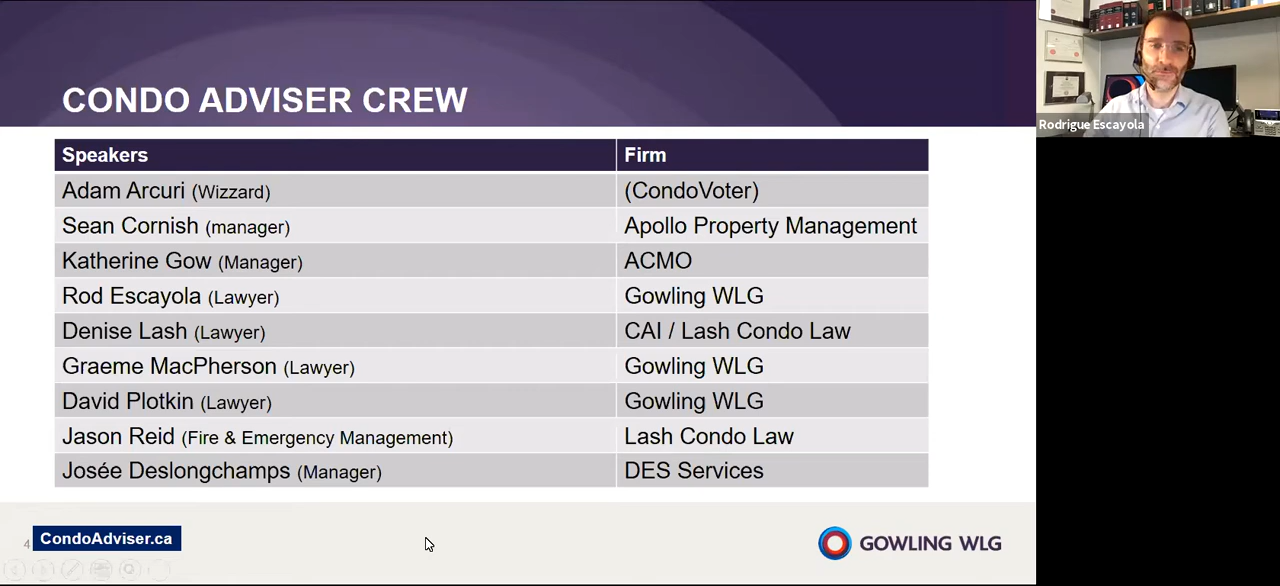 CONDO ADVISER CREW
Speakers Firm
Adam Arcuri (Wizzard) (CondoVoter)
Sean Cornish (manager) Apollo Property Management
Katherine Gow (Manager) ACMO
Rod Escayola (Lawyer) Gowling WLG
Denise Lash (Lawyer) CAI / Lash Condo Law
Graeme MacPherson (Lawyer) Gowling WLG
David Plotkin (Lawyer) Gowling WLG
Jason Reid (Fire & Emergency Management) Lash Condo Law
Josée Deslongchamps (Manager) DES Services
4 CondoAdviser.ca
GOWLING WLG
Rodrigue Escayola